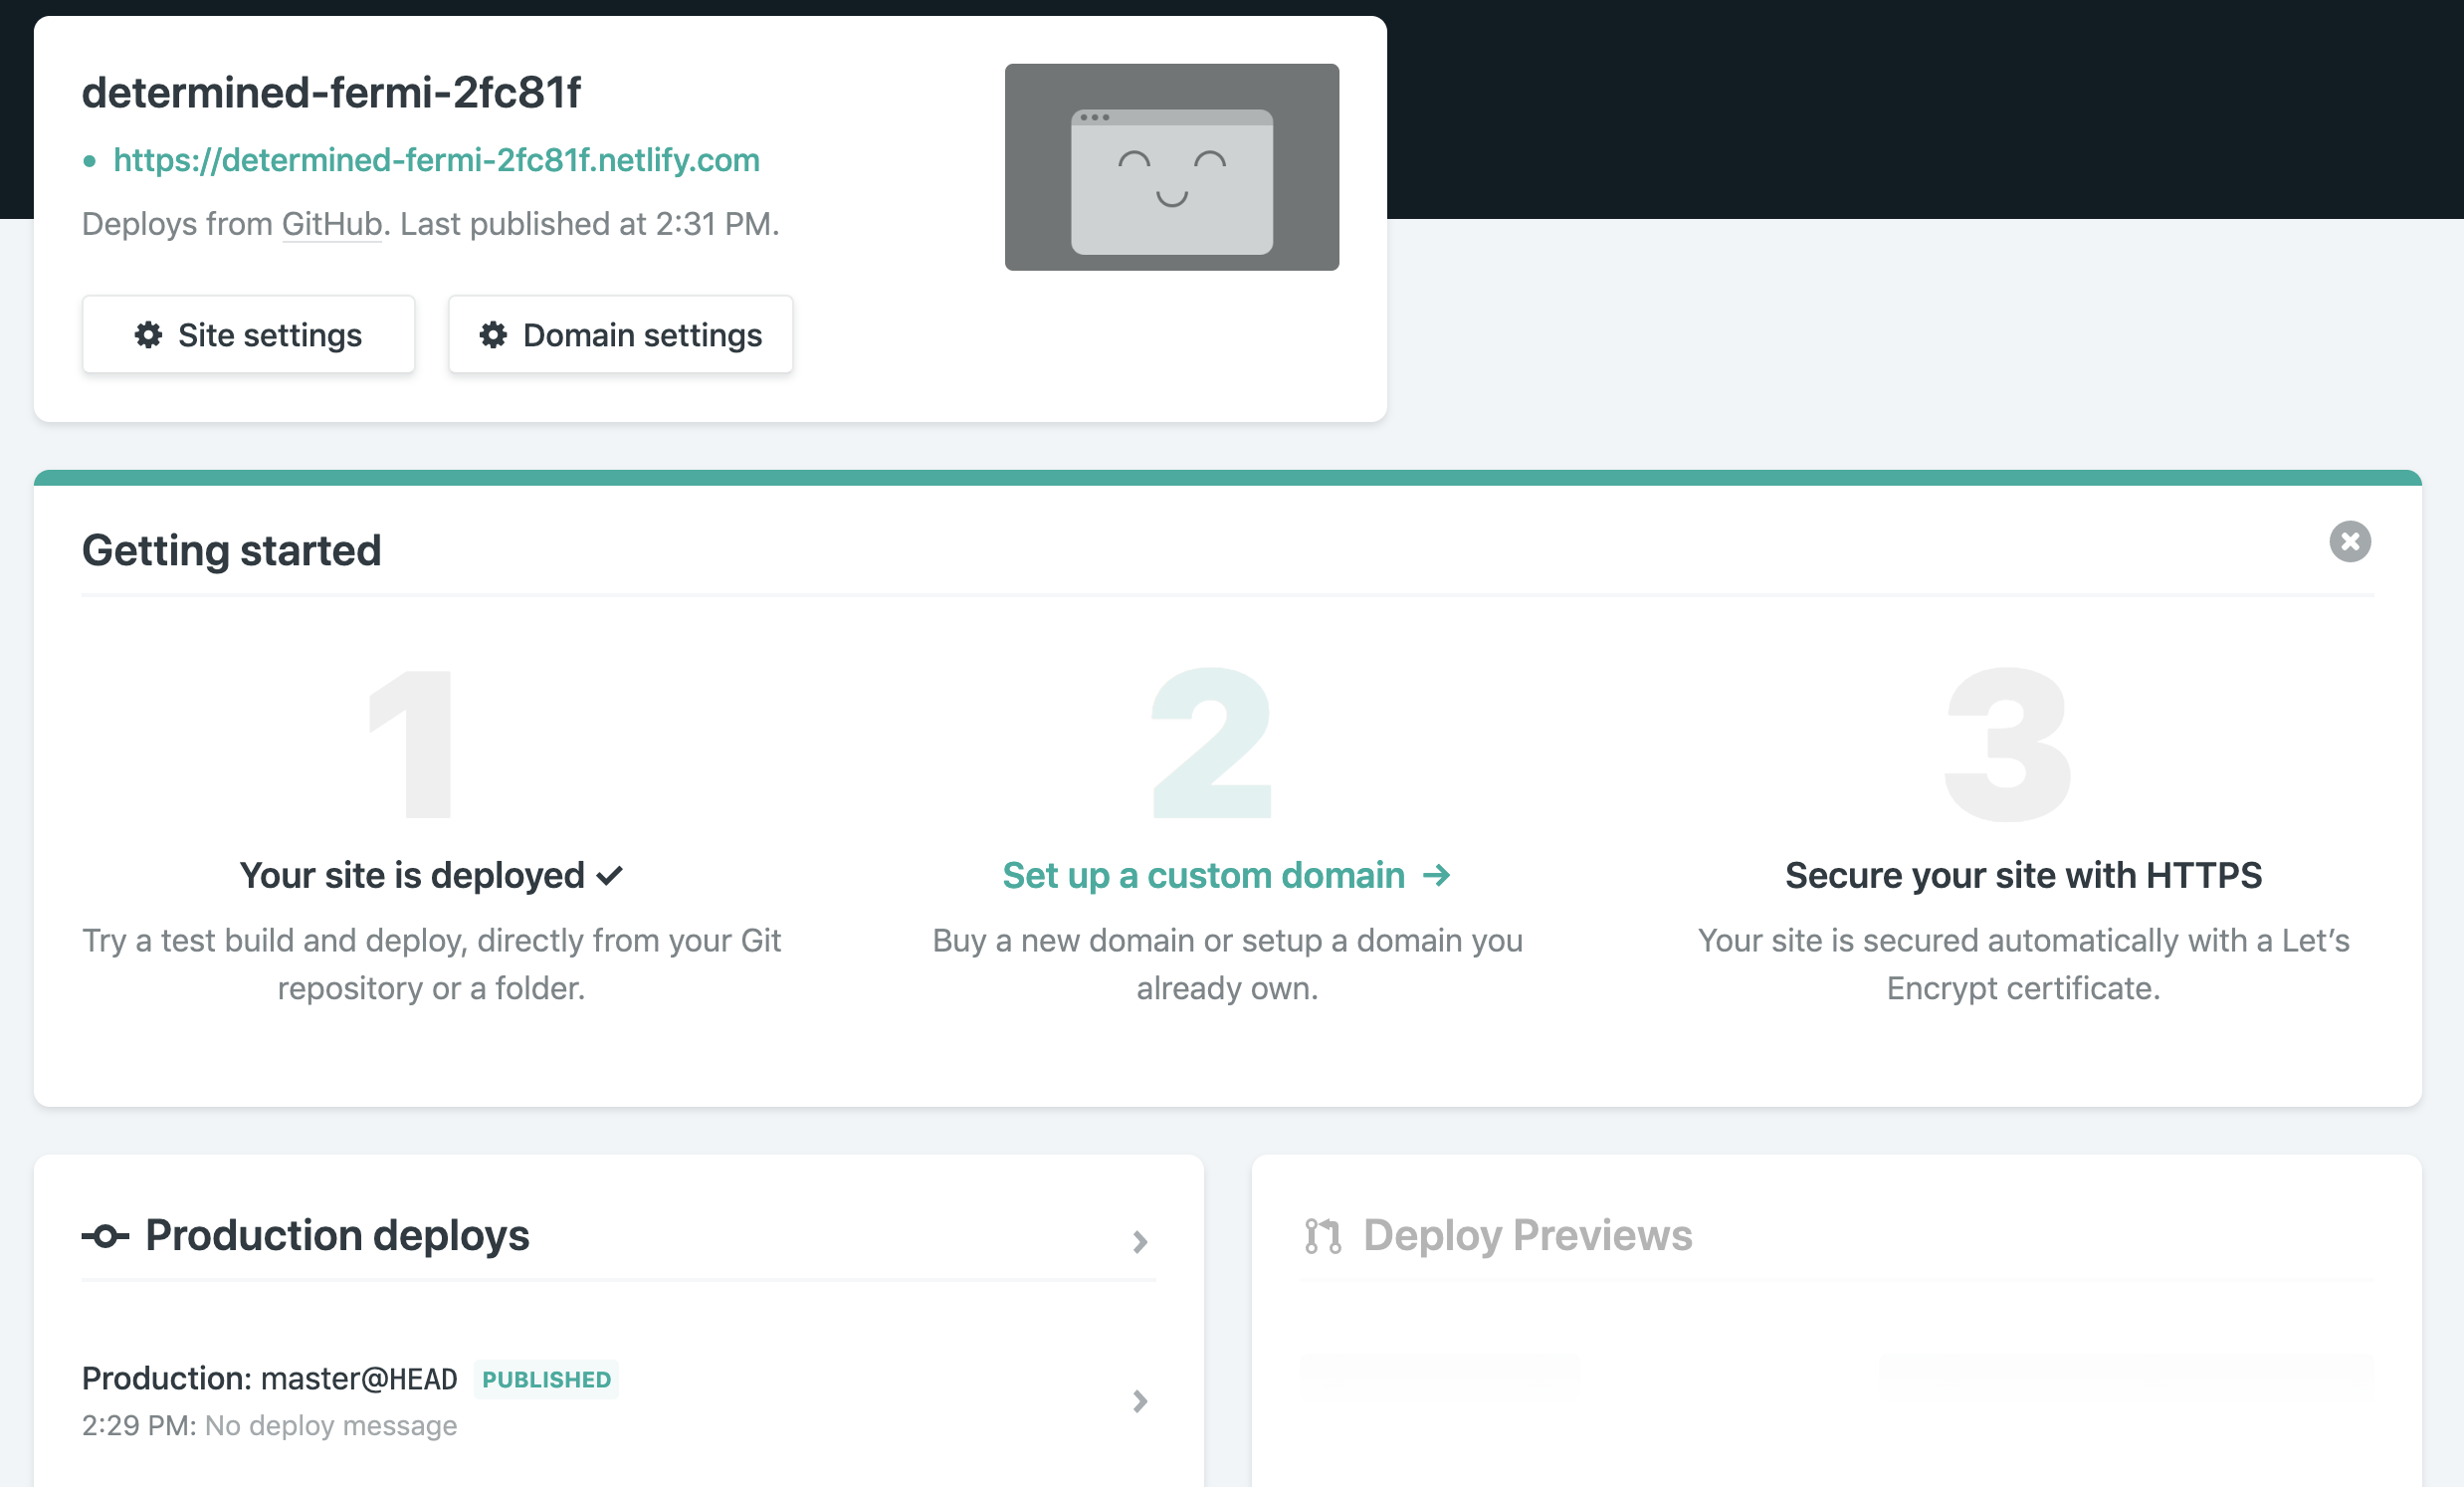 determined-fermi-2fc81f
https://determined-fermi-2fc81f.netlify.com
Deploys from GitHub. Last published at 2:31 PM.
Site settings
Domain settings
Getting started
1
Your site is deployed
Try a test build and deploy, directly from your Git
repository or a folder.
2
Set up a custom domain →
Buy a new domain or setup a domain you
already own.
3
Secure your site with HTTPS
Your site is secured automatically with a Let’s
Encrypt certificate.
Production deploys
Production: master@HEAD PUBLISHED
2:29 PM: No deploy message
Deploy Previews